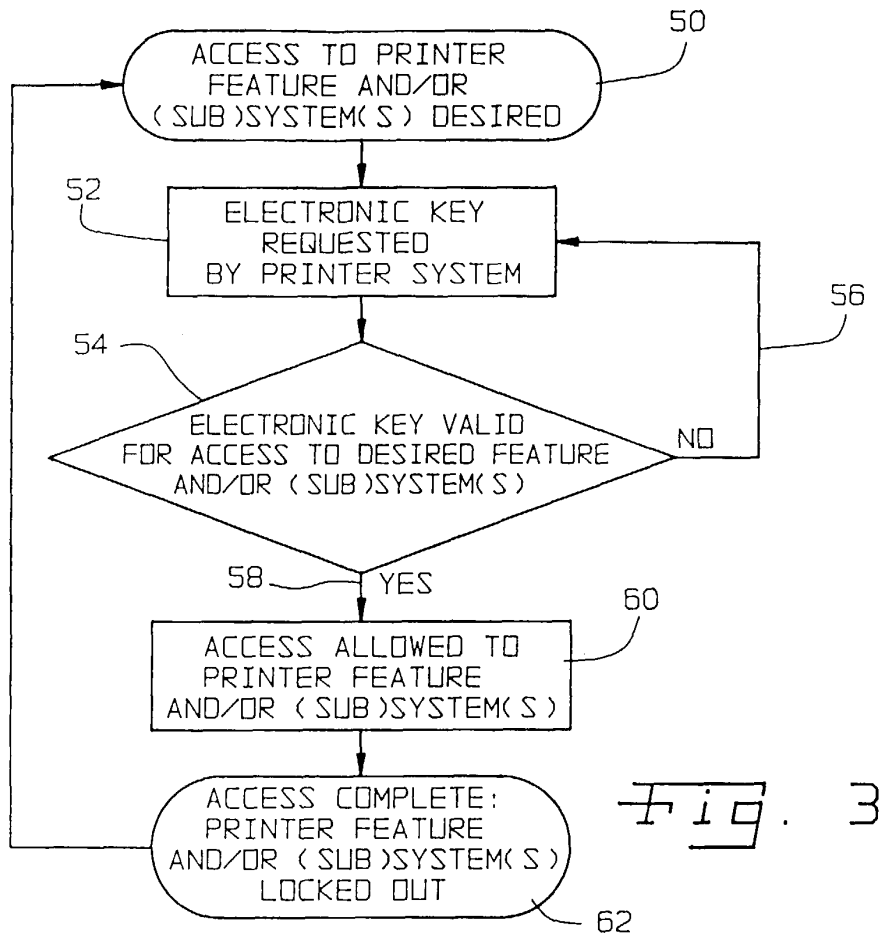 50
ACCESS TO PRINTER
FEATURE AND/OR
(SUB)SYSTEM(S) DESIRED
52
ELECTRONIC KEY
REQUESTED
BY PRINTER SYSTEM
56
54
ELECTRONIC KEY VALID
FOR ACCESS TO DESIRED FEATURE
AND/OR (SUB)SYSTEM(S)
NO
58
YES
60
ACCESS ALLOWED TO
PRINTER FEATURE
AND/OR (SUB)SYSTEM(S)
ACCESS COMPLETE:
PRINTER FEATURE
AND/OR (SUB)SYSTEM(S)
LOCKED OUT
62
Fig. 3